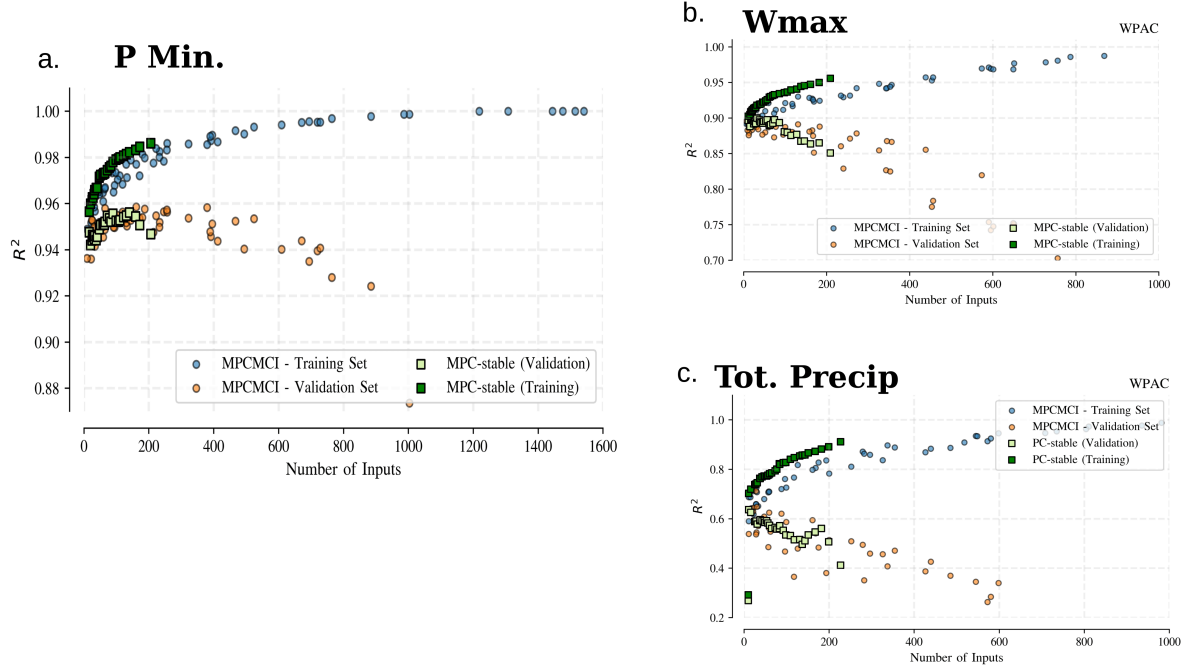 a.
P Min.
1.00
0.98
0.96
0.94
0.92
0.90
0.88
R²
MPCMCI - Training Set
MPCMCI - Validation Set
MPC-stable (Validation)
MPC-stable (Training)
0 200 400 600 800 1000 1200 1400 1600
Number of Inputs
b.
Wmax
WPAC
1.00
0.95
0.90
0.85
0.80
0.75
0.70
R²
MPCMCI - Training Set
MPCMCI - Validation Set
MPC-stable (Validation)
MPC-stable (Training)
0 200 400 600 800 1000
Number of Inputs
c.
Tot. Precip
WPAC
1.0
0.8
0.6
0.4
0.2
R²
MPCMCI - Training Set
MPCMCI - Validation Set
PC-stable (Validation)
PC-stable (Training)
0 200 400 600 800 1000
Number of Inputs